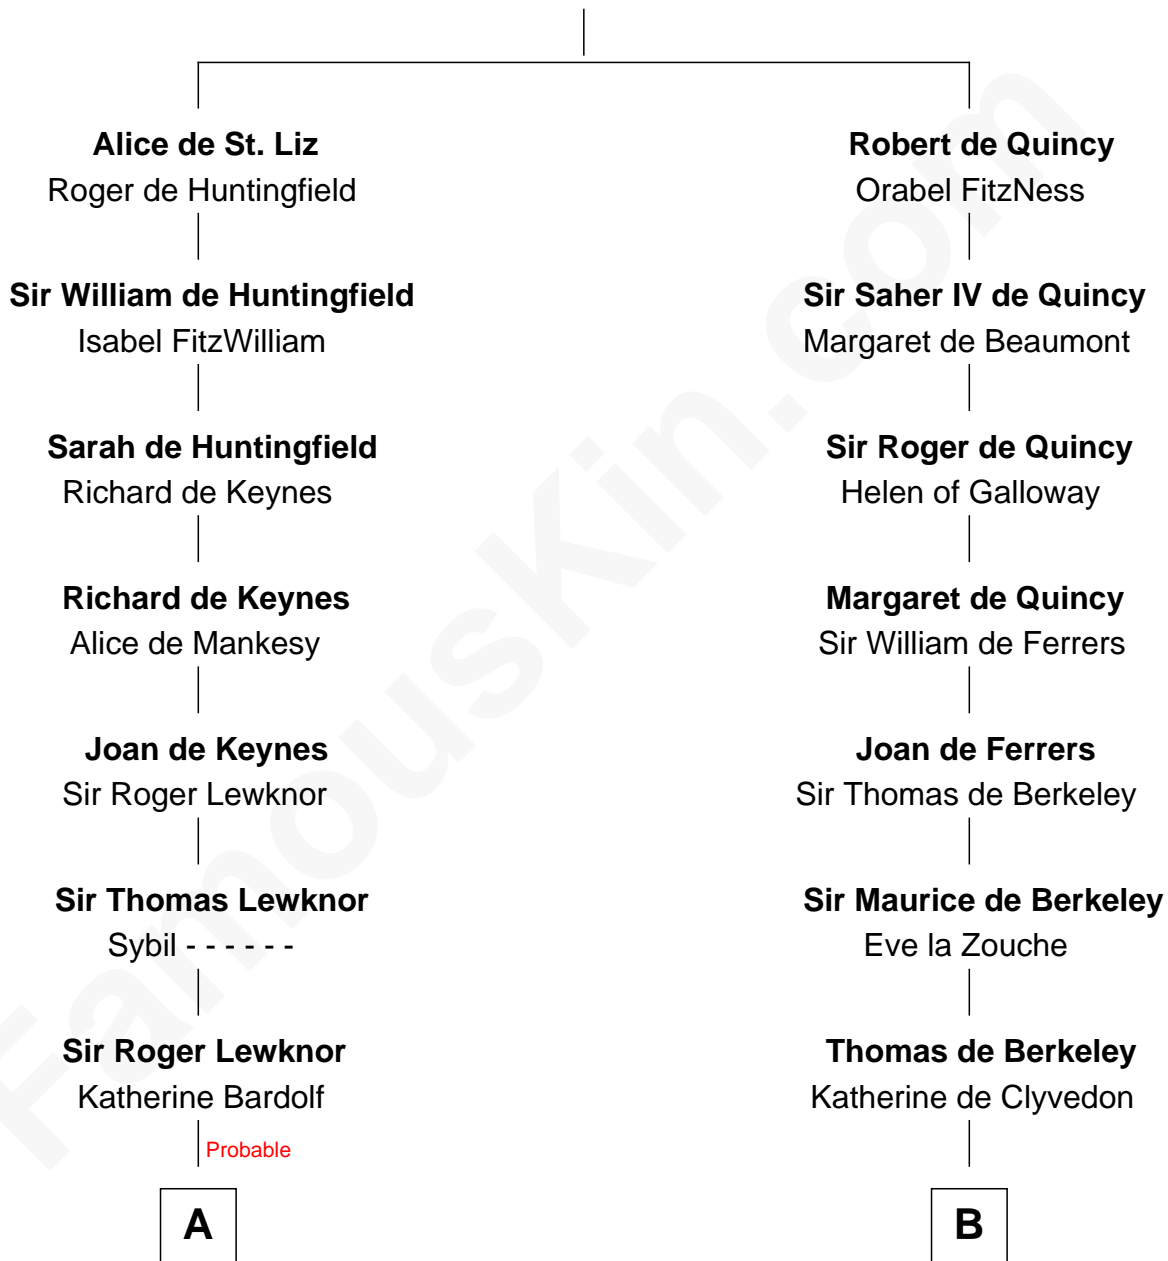 Alice de St. Liz
Roger de Huntingfield
Sir William de Huntingfield
Isabel FitzWilliam
Sarah de Huntingfield
Richard de Keynes
Richard de Keynes
Alice de Mankesy
Joan de Keynes
Sir Roger Lewknor
Sir Thomas Lewknor
Sybil - - - - - -
Sir Roger Lewknor
Katherine Bardolf
Probable
A
Robert de Quincy
Orabel FitzNess
Sir Saher IV de Quincy
Margaret de Beaumont
Sir Roger de Quincy
Helen of Galloway
Margaret de Quincy
Sir William de Ferrers
Joan de Ferrers
Sir Thomas de Berkeley
Sir Maurice de Berkeley
Eve la Zouche
Thomas de Berkeley
Katherine de Clyvedon
B
FamousKin.com